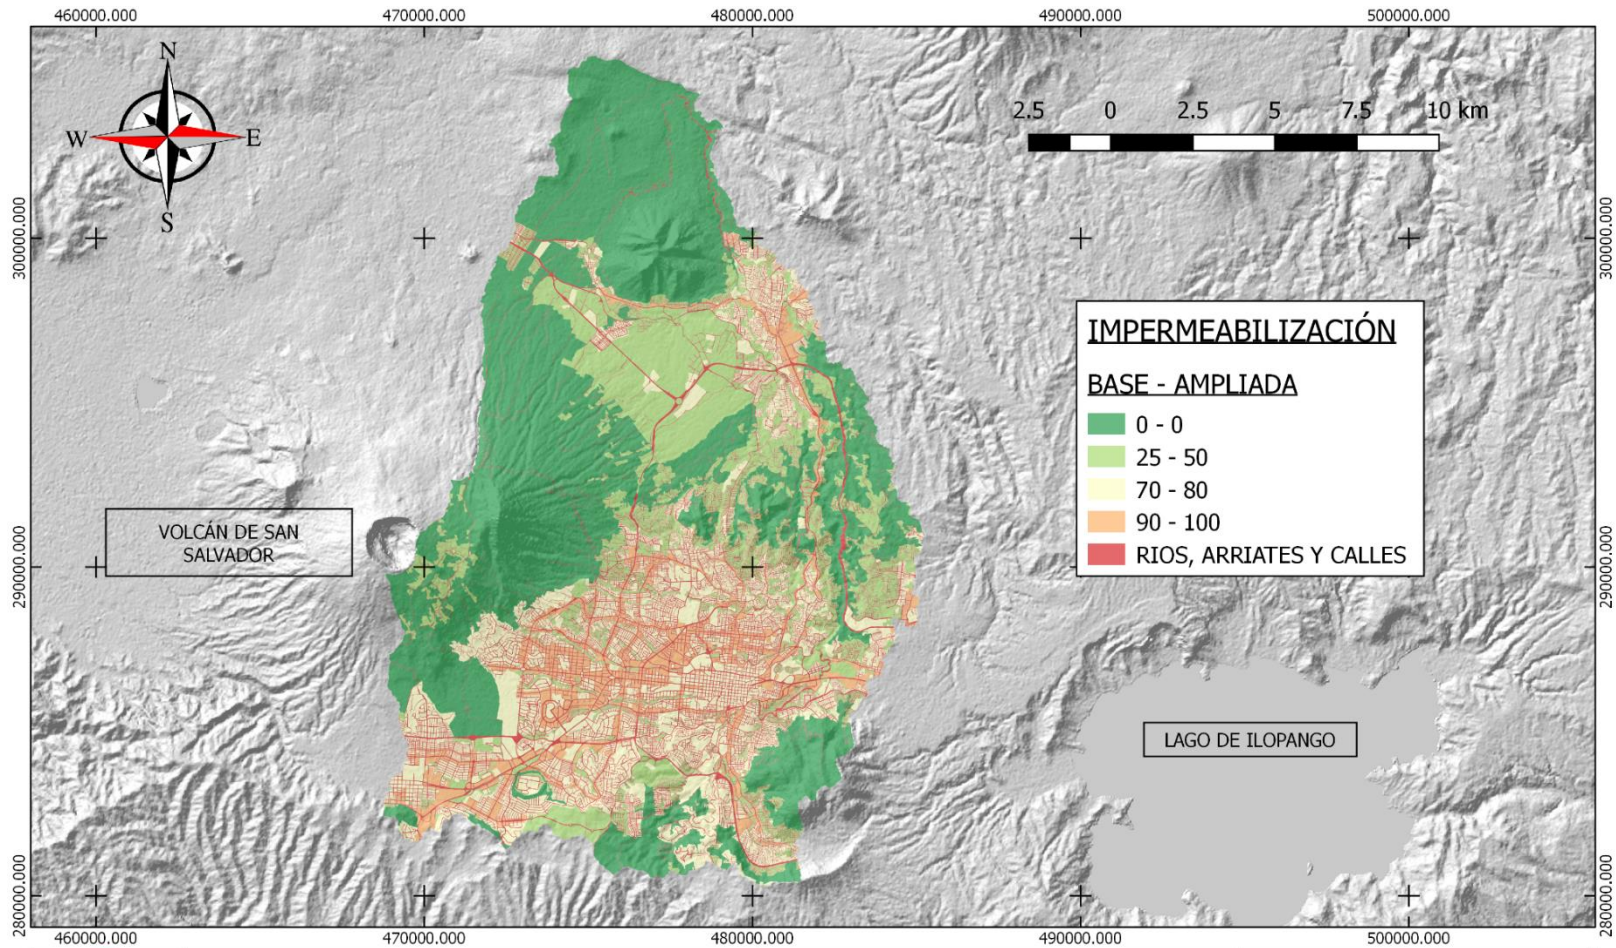 460000.000
470000.000
480000.000
490000.000
500000.000
N
W
E
S
2.5 0 2.5 5 7.5 10 km
300000.000
300000.000
IMPERMEABILIZACIÓN
BASE - AMPLIADA
0 - 0
25 - 50
70 - 80
90 - 100
RIOS, ARRIATES Y CALLES
VOLCÁN DE SAN
SALVADOR
290000.000
290000.000
LAGO DE ILOPANGO
280000.000
280000.000
460000.000
470000.000
480000.000
490000.000
500000.000